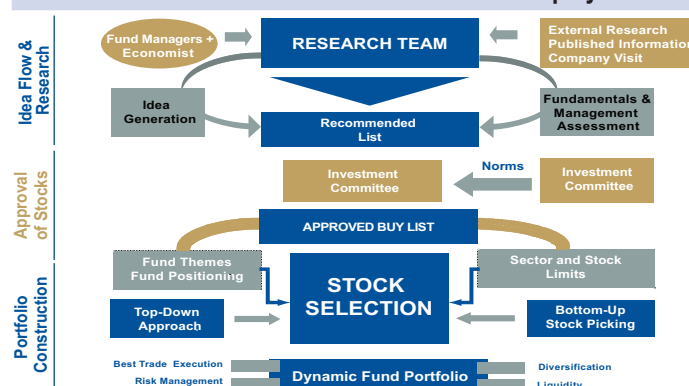 Idea Flow &
Research
Fund Managers +
Economist
RESEARCH TEAM
External Research
Published Information
Company Visit
Idea
Generation
Recommended
List
Fundamentals &
Management
Assessment
Approval
of Stocks
Investment
Committee
Norms
Investment
Committee
APPROVED BUY LIST
Portfolio
Construction
Fund Themes
Fund Positioning
STOCK
SELECTION
Sector and Stock
Limits
Top-Down
Approach
Bottom-Up
Stock Picking
Best Trade Execution
Risk Management
Dynamic Fund Portfolio
Diversification
Liquidity